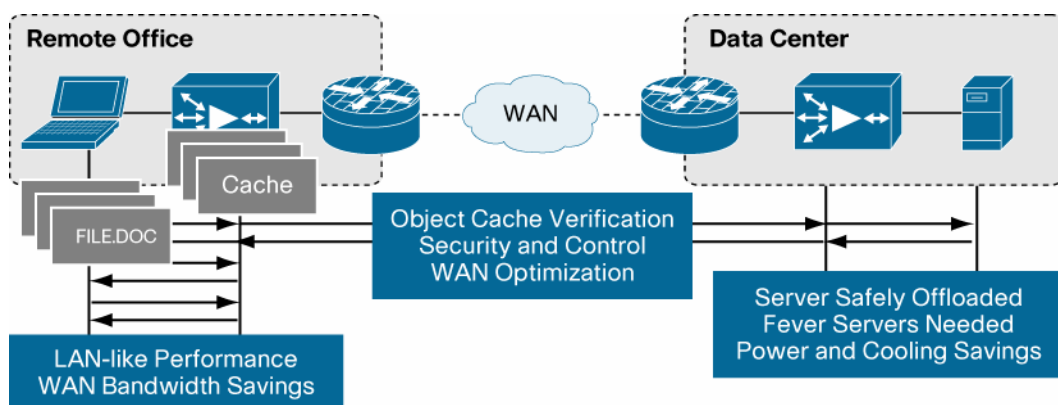 Remote Office
Data Center
WAN
Cache
FILE.DOC
Object Cache Verification
Security and Control
WAN Optimization
Server Safely Offloaded
Fever Servers Needed
Power and Cooling Savings
LAN-like Performance
WAN Bandwidth Savings